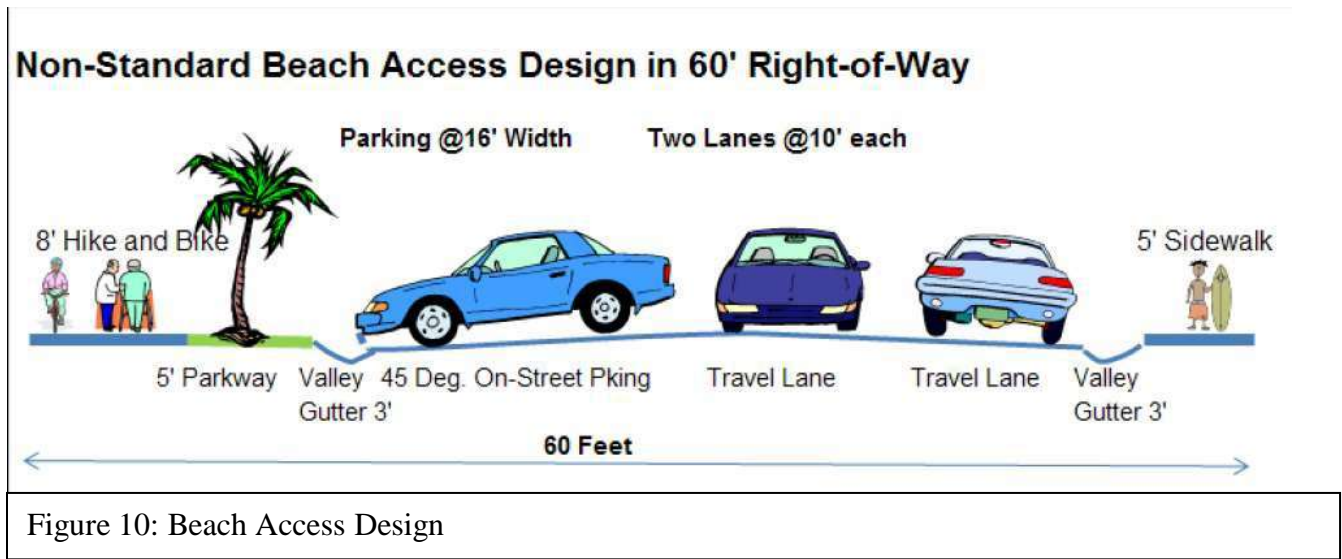 Non-Standard Beach Access Design in 60' Right-of-Way
Parking @16' Width
Two Lanes @10' each
8' Hike and Bike
5' Sidewalk
5' Parkway
Valley
Gutter 3'
45 Deg. On-Street Pking
Travel Lane
Travel Lane
Valley
Gutter 3'
60 Feet
Figure 10: Beach Access Design